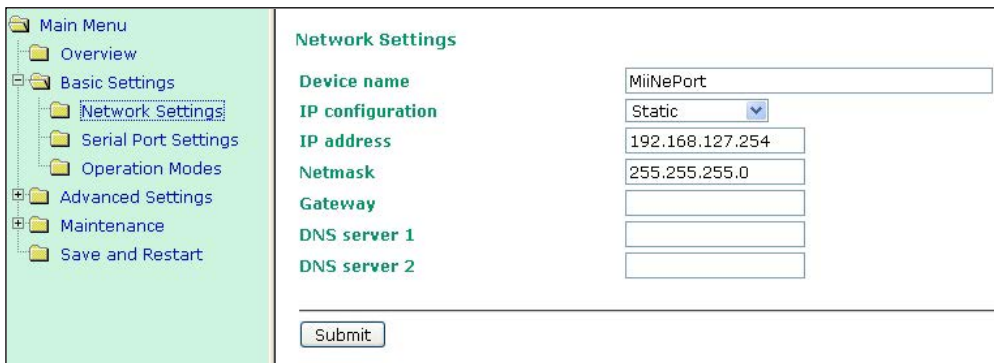 Main Menu
Overview
Basic Settings
Network Settings
Serial Port Settings
Operation Modes
Advanced Settings
Maintenance
Save and Restart
Network Settings
Device name MiiNePort
IP configuration Static
IP address 192.168.127.254
Netmask 255.255.255.0
Gateway
DNS server 1
DNS server 2
Submit